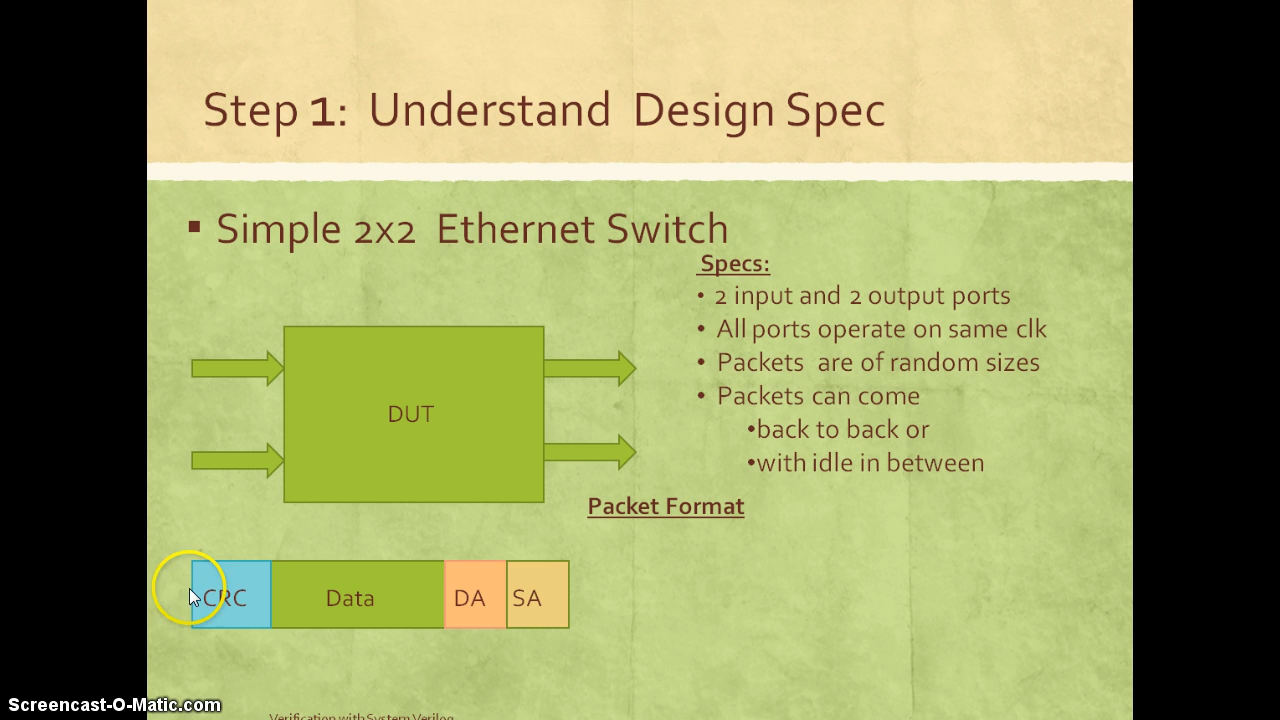 Step 1: Understand Design Spec
▪ Simple 2x2 Ethernet Switch
Specs:
• 2 input and 2 output ports
• All ports operate on same clk
• Packets are of random sizes
• Packets can come
•back to back or
•with idle in between
DUT
Packet Format
CRC Data DA SA
Screencast-O-Matic.com
Verification with System Verilog